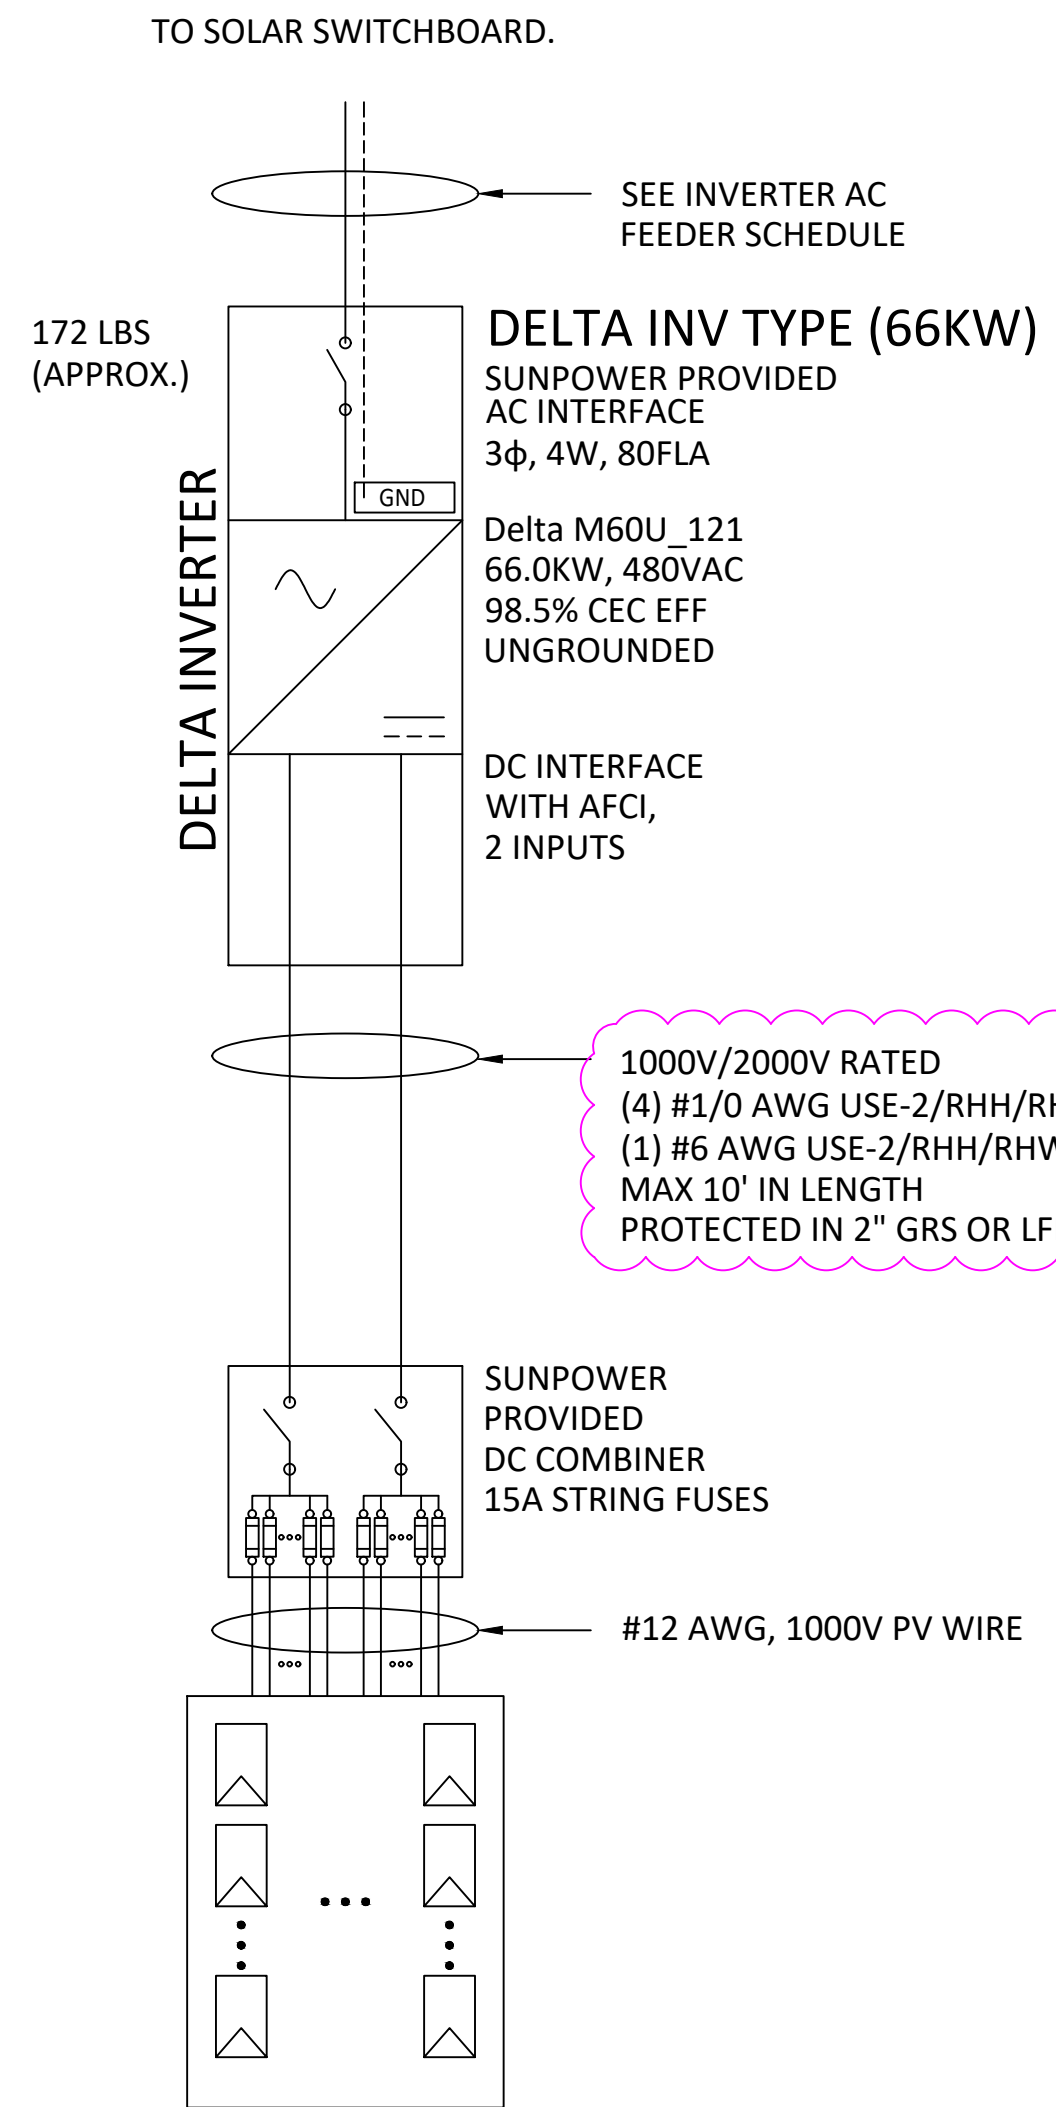 TO SOLAR SWITCHBOARD.
SEE INVERTER AC
FEEDER SCHEDULE
172 LBS
(APPROX.)
DELTA INV TYPE (66KW)
SUNPOWER PROVIDED
AC INTERFACE
3ϕ, 4W, 80FLA
GND
DELTA INVERTER
Delta M60U_121
66.0KW, 480VAC
98.5% CEC EFF
UNGROUNDED
DC INTERFACE
WITH AFCI,
2 INPUTS
1000V/2000V RATED
(4) #1/0 AWG USE-2/RHH/
(1) #6 AWG USE-2/RHH/
MAX 10' IN LENGTH
PROTECTED IN 2" GRS OR
SUNPOWER
PROVIDED
DC COMBINER
15A STRING FUSES
#12 AWG, 1000V PV WIRE